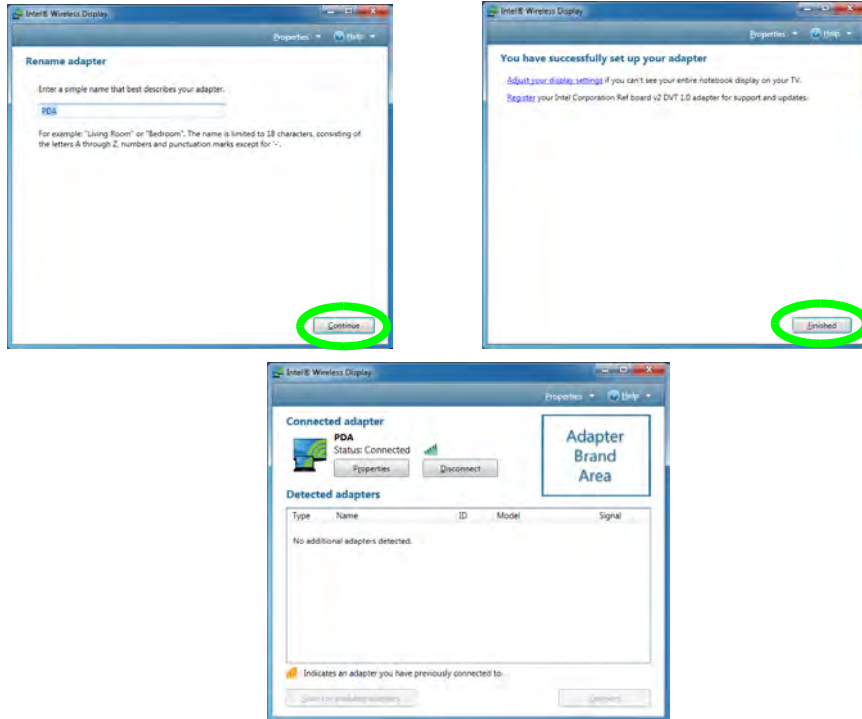 Intel® Wireless Display
Properties Help
Rename adapter
Enter a simple name that best describes your adapter.
PDA
For example: "Living Room" or "Bedroom". The name is limited to 18 characters, consisting of
the letters A through Z, numbers and punctuation marks except for '-'.
Continue
Intel® Wireless Display
Properties Help
You have successfully set up your adapter
Adjust your display settings if you can't see your entire notebook display on your TV.
Register your Intel Corporation Ref board v2 DVT 1.0 adapter for support and updates.
Finished
Intel® Wireless Display
Properties Help
Connected adapter
PDA
Status: Connected
Properties Disconnect
Adapter
Brand
Area
Detected adapters
Type Name ID Model Signal
No additional adapters detected.
Indicates an adapter you have previously connected to.
Scan for available adapters Connect